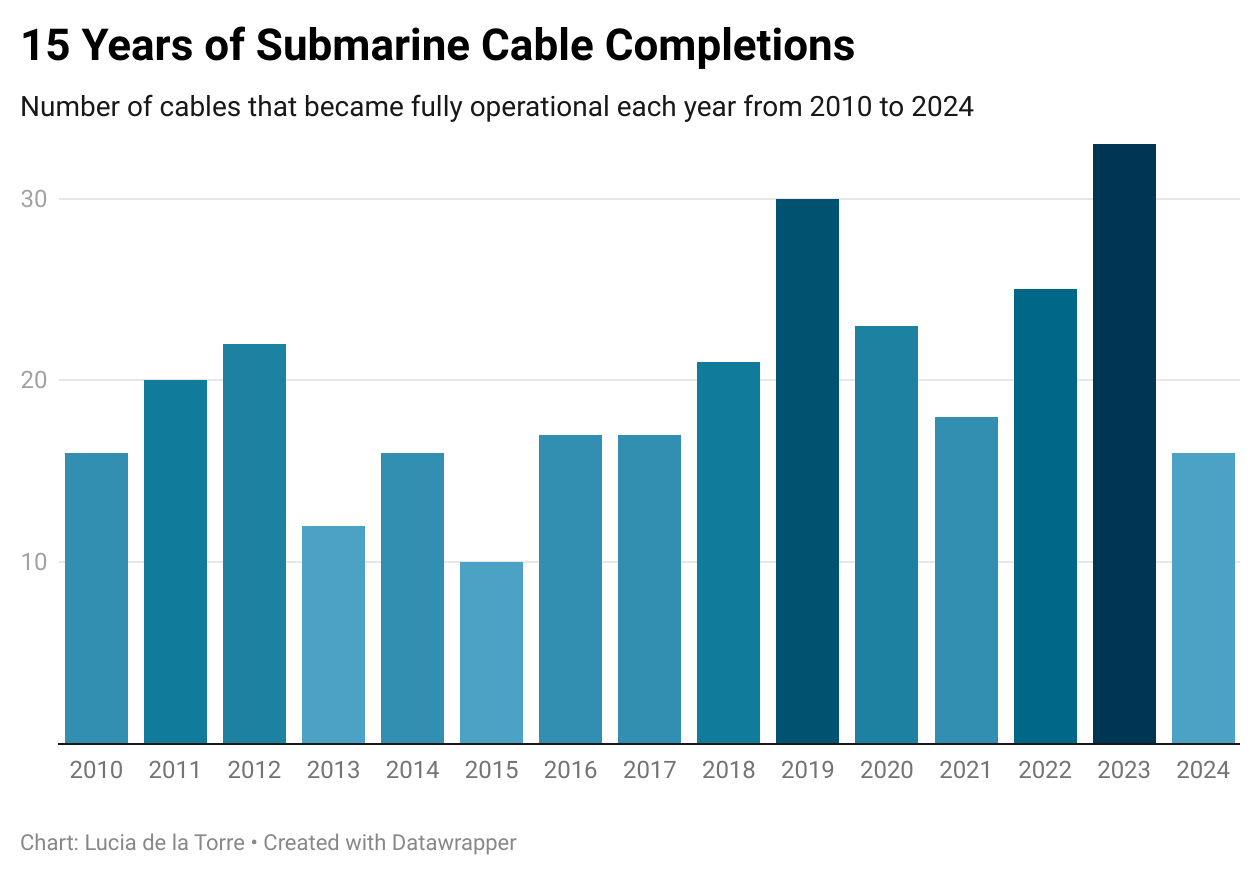 15 Years of Submarine Cable Completions
Number of cables that became fully operational each year from 2010 to 2024
30
20
10
2010 2011 2012 2013 2014 2015 2016 2017 2018 2019 2020 2021 2022 2023 2024
Chart: Lucia de la Torre • Created with Datawrapper